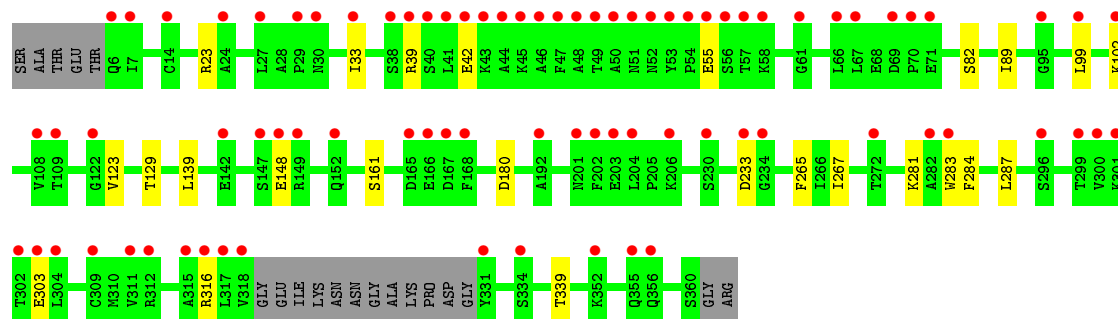 SER ALA THR GLU THR Q6 I7 C14 R23 A24 L27 A28 P29 N30 I33 S38 R39 S40 L41 E42 K43 A44 K45 A46 F47 A48 T49 A50 N51 N52 Y53 P54 E55 S56 T57 K58 G61 L66 L67 E68 D69 P70 E71 S82 I89 G95 L99 K102
V108 T109 G122 V123 T129 L139 E142 S147 E148 R149 Q152 S161 D165 E166 D167 F168 D180 A192 N201 F202 E203 L204 P205 K206 S230 D233 G234 F265 I266 I267 T272 K281 A282 W283 F284 L287 S296 T299 V300 K301
T302 E303 L304 C309 M310 V311 R312 A315 R316 L317 V318 GLY GLU ILE LYS ASN ASN GLY ALA LYS PRO ASP GLY Y331 S334 T339 K352 Q355 Q356 S360 GLY ARG